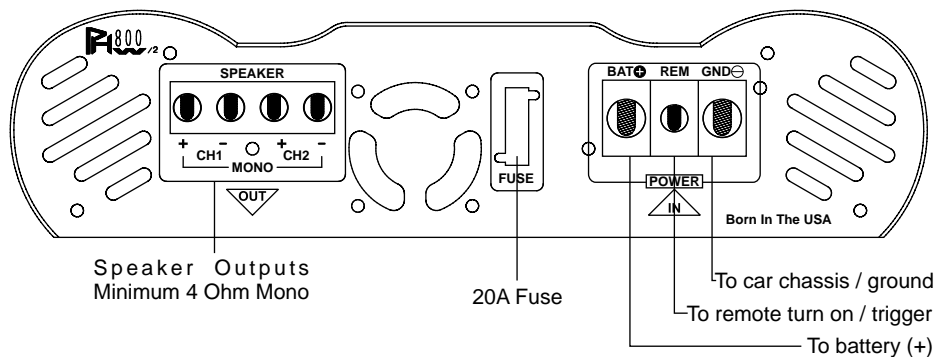 800
/2
SPEAKER
+ - + -
CH1 CH2
MONO
OUT
FUSE
BAT⊕ REM GND⊖
POWER
IN
Born In The USA
Speaker Outputs
Minimum 4 Ohm Mono
20A Fuse
To car chassis / ground
To remote turn on / trigger
To battery (+)